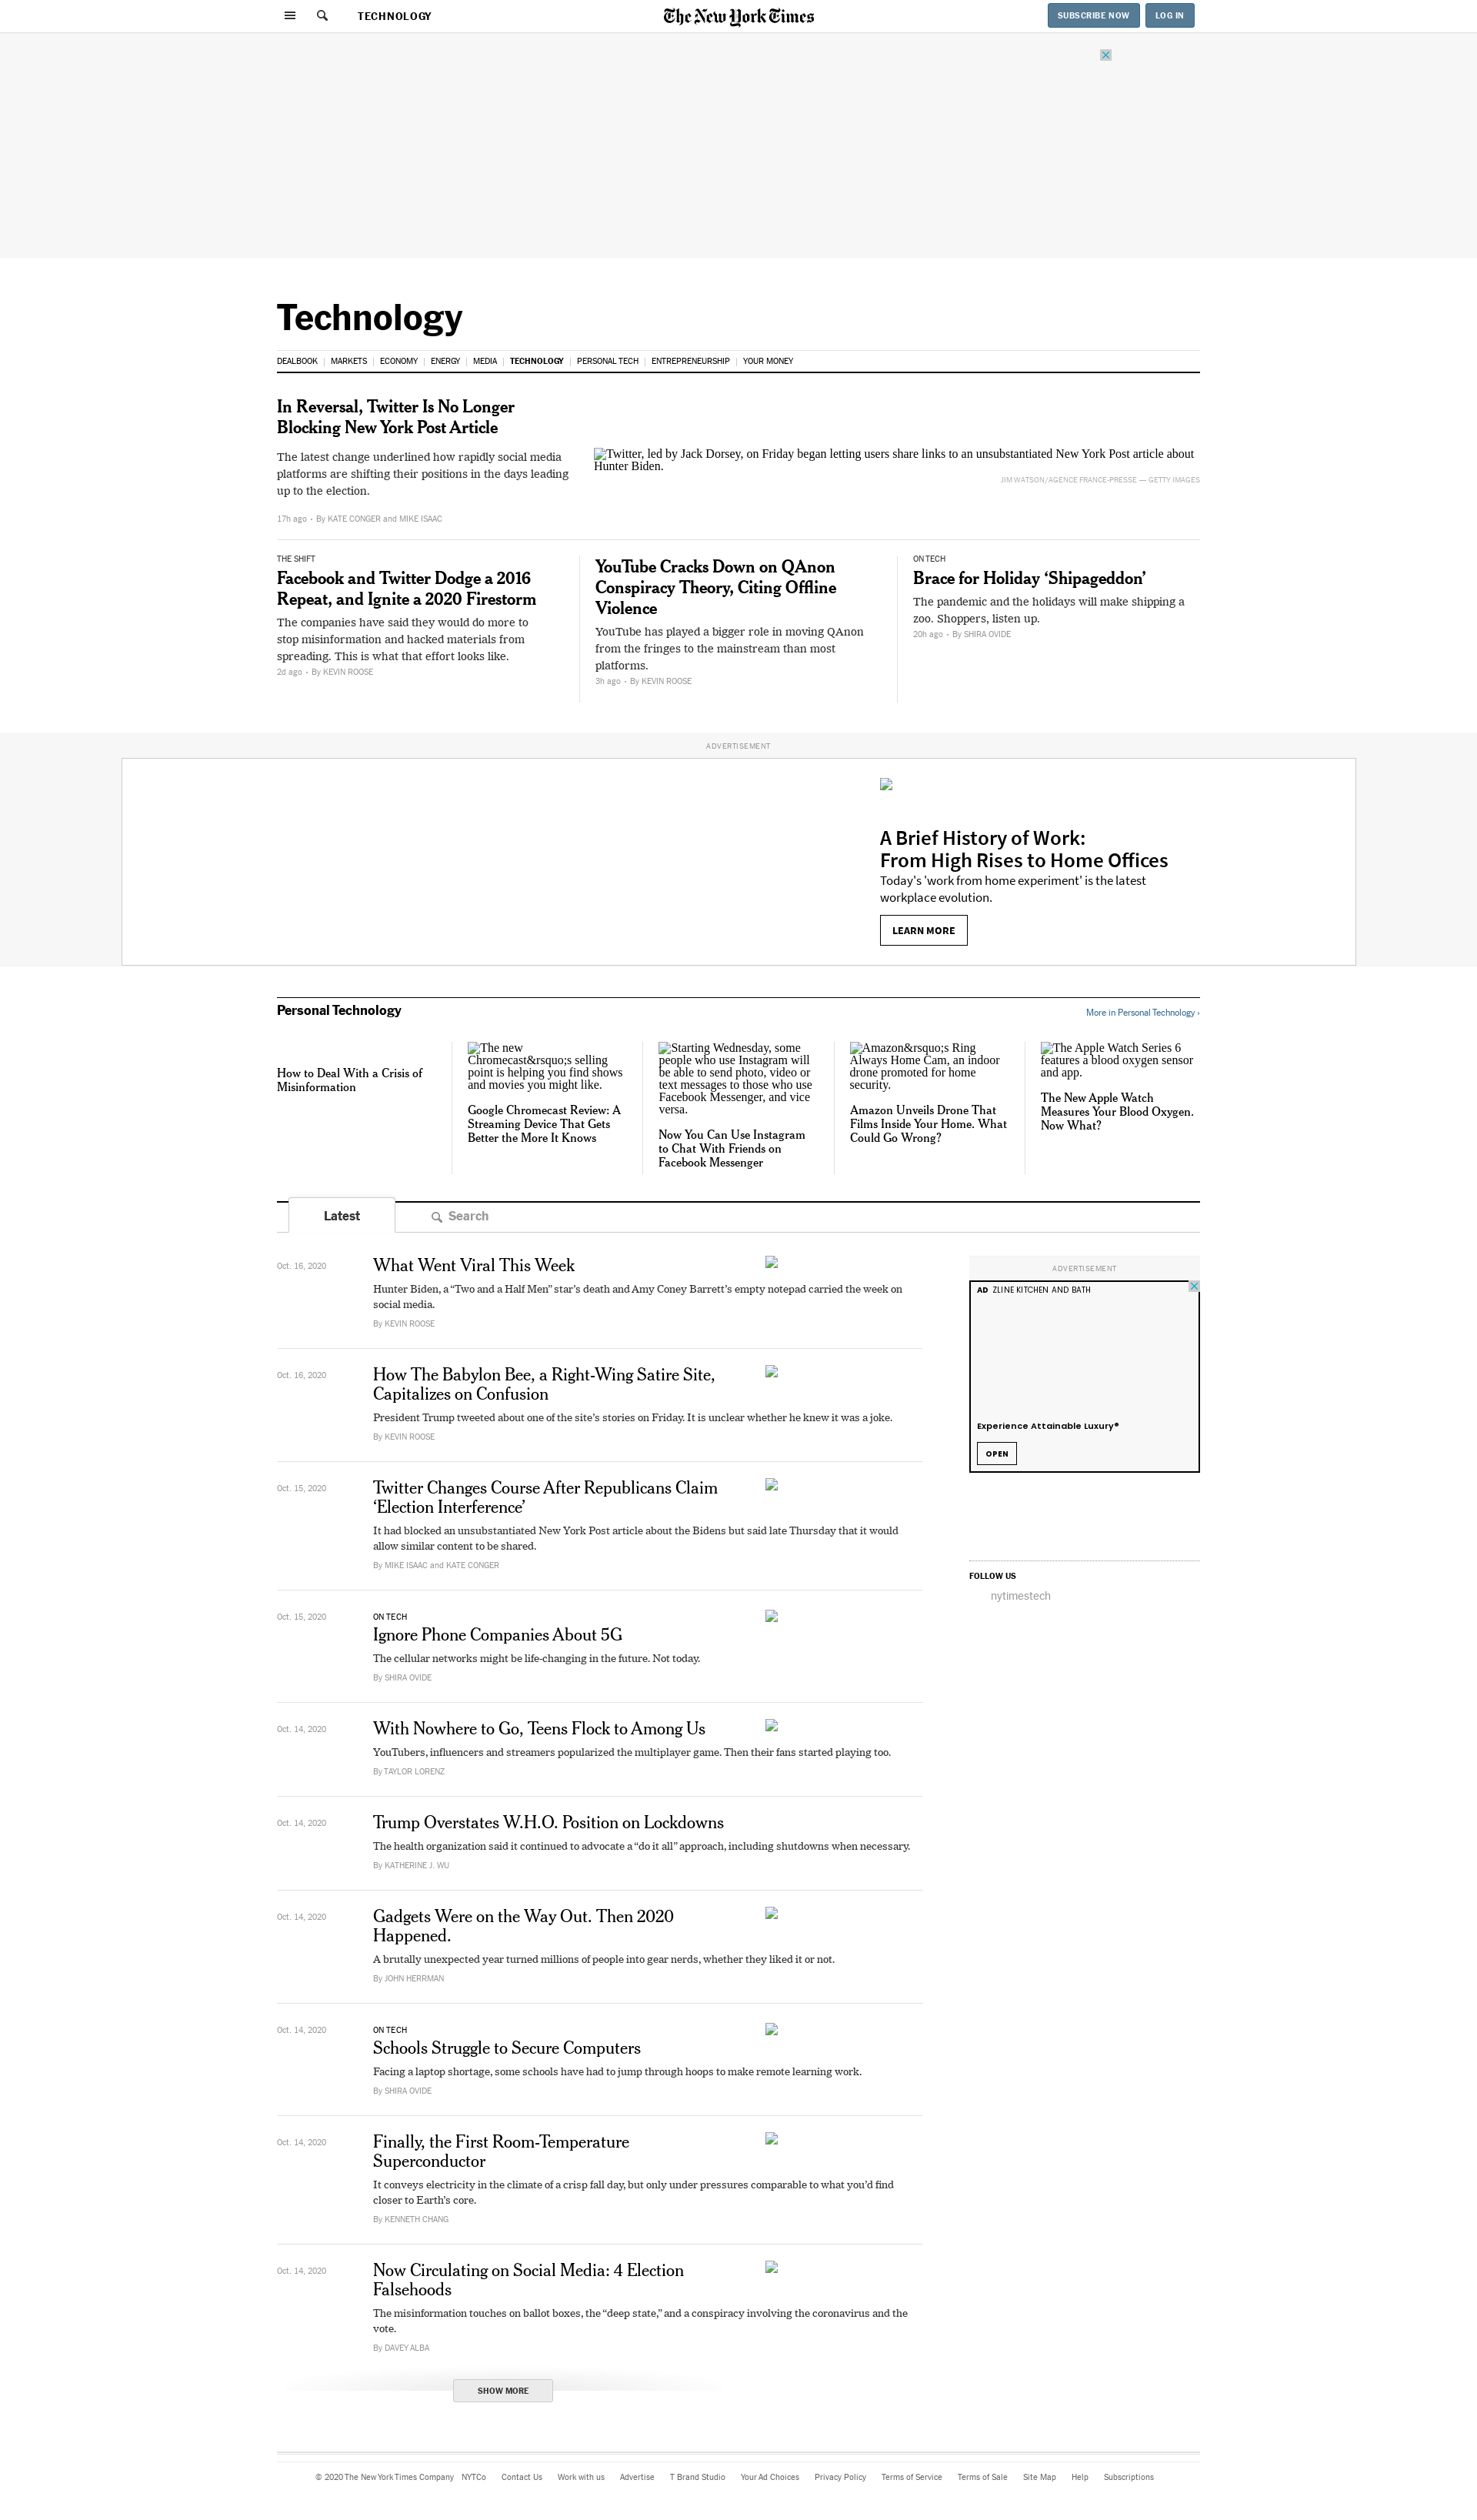 TECHNOLOGY
The New York Times
SUBSCRIBE NOW
LOG IN
Technology
DEALBOOK
MARKETS
ECONOMY
ENERGY
MEDIA
TECHNOLOGY
PERSONAL TECH
ENTREPRENEURSHIP
YOUR MONEY
In Reversal, Twitter Is No Longer
Blocking New York Post Article
The latest change underlined how rapidly social media
platforms are shifting their positions in the days leading
up to the election.
17h ago • By KATE CONGER and MIKE ISAAC
Twitter, led by Jack Dorsey, on Friday began letting users share links to an unsubstantiated New York Post article about
Hunter Biden.
JIM WATSON/AGENCE FRANCE-PRESSE — GETTY IMAGES
THE SHIFT
Facebook and Twitter Dodge a 2016
Repeat, and Ignite a 2020 Firestorm
The companies have said they would do more to
stop misinformation and hacked materials from
spreading. This is what that effort looks like.
2d ago • By KEVIN ROOSE
YouTube Cracks Down on QAnon
Conspiracy Theory, Citing Offline
Violence
YouTube has played a bigger role in moving QAnon
from the fringes to the mainstream than most
platforms.
3h ago • By KEVIN ROOSE
ON TECH
Brace for Holiday ‘Shipageddon’
The pandemic and the holidays will make shipping a
zoo. Shoppers, listen up.
20h ago • By SHIRA OVIDE
ADVERTISEMENT
A Brief History of Work:
From High Rises to Home Offices
Today's 'work from home experiment' is the latest
workplace evolution.
LEARN MORE
Personal Technology
More in Personal Technology ›
How to Deal With a Crisis of
Misinformation
The new
Chromecast&rsquo;s selling
point is helping you find shows
and movies you might like.
Google Chromecast Review: A
Streaming Device That Gets
Better the More It Knows
Starting Wednesday, some
people who use Instagram will
be able to send photo, video or
text messages to those who use
Facebook Messenger, and vice
versa.
Now You Can Use Instagram
to Chat With Friends on
Facebook Messenger
Amazon&rsquo;s Ring
Always Home Cam, an indoor
drone promoted for home
security.
Amazon Unveils Drone That
Films Inside Your Home. What
Could Go Wrong?
The Apple Watch Series 6
features a blood oxygen sensor
and app.
The New Apple Watch
Measures Your Blood Oxygen.
Now What?
Latest
Search
Oct. 16, 2020
What Went Viral This Week
Hunter Biden, a “Two and a Half Men” star’s death and Amy Coney Barrett’s empty notepad carried the week on
social media.
By KEVIN ROOSE
Oct. 16, 2020
How The Babylon Bee, a Right-Wing Satire Site,
Capitalizes on Confusion
President Trump tweeted about one of the site’s stories on Friday. It is unclear whether he knew it was a joke.
By KEVIN ROOSE
Oct. 15, 2020
Twitter Changes Course After Republicans Claim
‘Election Interference’
It had blocked an unsubstantiated New York Post article about the Bidens but said late Thursday that it would
allow similar content to be shared.
By MIKE ISAAC and KATE CONGER
Oct. 15, 2020
ON TECH
Ignore Phone Companies About 5G
The cellular networks might be life-changing in the future. Not today.
By SHIRA OVIDE
Oct. 14, 2020
With Nowhere to Go, Teens Flock to Among Us
YouTubers, influencers and streamers popularized the multiplayer game. Then their fans started playing too.
By TAYLOR LORENZ
Oct. 14, 2020
Trump Overstates W.H.O. Position on Lockdowns
The health organization said it continued to advocate a “do it all” approach, including shutdowns when necessary.
By KATHERINE J. WU
Oct. 14, 2020
Gadgets Were on the Way Out. Then 2020
Happened.
A brutally unexpected year turned millions of people into gear nerds, whether they liked it or not.
By JOHN HERRMAN
Oct. 14, 2020
ON TECH
Schools Struggle to Secure Computers
Facing a laptop shortage, some schools have had to jump through hoops to make remote learning work.
By SHIRA OVIDE
Oct. 14, 2020
Finally, the First Room-Temperature
Superconductor
It conveys electricity in the climate of a crisp fall day, but only under pressures comparable to what you’d find
closer to Earth’s core.
By KENNETH CHANG
Oct. 14, 2020
Now Circulating on Social Media: 4 Election
Falsehoods
The misinformation touches on ballot boxes, the “deep state,” and a conspiracy involving the coronavirus and the
vote.
By DAVEY ALBA
SHOW MORE
ADVERTISEMENT
AD ZLINE KITCHEN AND BATH
Experience Attainable Luxury®
OPEN
FOLLOW US
nytimestech
© 2020 The New York Times Company
NYTCo
Contact Us
Work with us
Advertise
T Brand Studio
Your Ad Choices
Privacy Policy
Terms of Service
Terms of Sale
Site Map
Help
Subscriptions